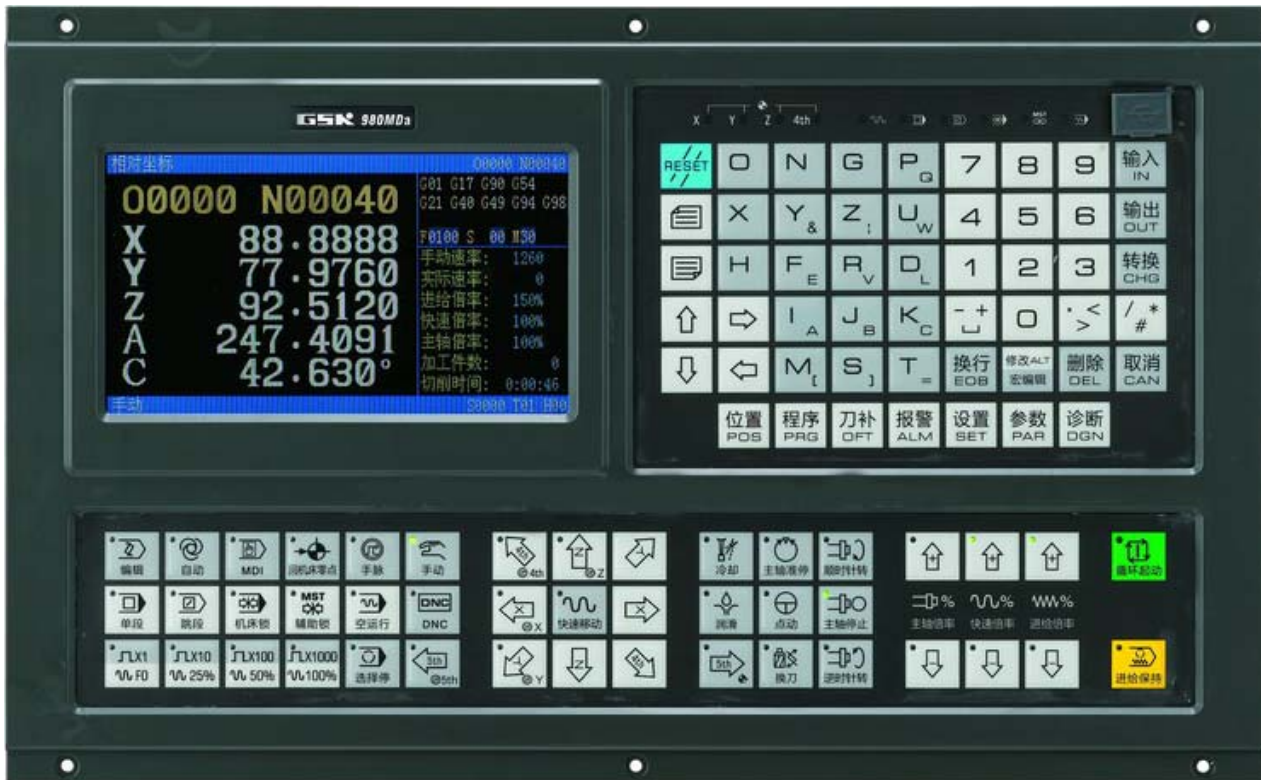 GSK 980MDa
相对坐标 O0000 N00040
O0000 N00040
X 88.8888
Y 77.9760
Z 92.5120
A 247.4091
C 42.630°
G01 G17 G90 G54
G21 G40 G49 G94 G98
F0100 S 00 M30
手动速率: 1260
实际速率: 0
进给倍率: 150%
快速倍率: 100%
主轴倍率: 100%
加工件数: 0
切削时间: 0:00:46
手动 S0000 T01 H00
X Y Z 4th MST
RESET O N G P Q 7 8 9 输入 IN
X Y & Z U W 4 5 6 输出 OUT
H F E R V D L 1 2 3 转换 CHG
I A J B K C - + 0 . < > / * #
M [ S ] T = 换行 EOB 修改ALT 宏编辑 删除 DEL 取消 CAN
位置 POS 程序 PRG 刀补 OFT 报警 ALM 设置 SET 参数 PAR 诊断 DGN
编辑 自动 MDI 回机床零点 手脉 手动 4th @4th Z @Z Y 冷却 主轴准停 顺时针转 + + + 循环起动
单段 跳段 机床锁 MST 辅助锁 空运行 DNC DNC X @X 快速移动 X 润滑 点动 主轴停止 % 主轴倍率 % 快速倍率 % 进给倍率
X1 F0 X10 25% X100 50% X1000 100% 选择停 5th @5th Y @Y Z 4th 5th 换刀 逆时针转 - - - 进给保持